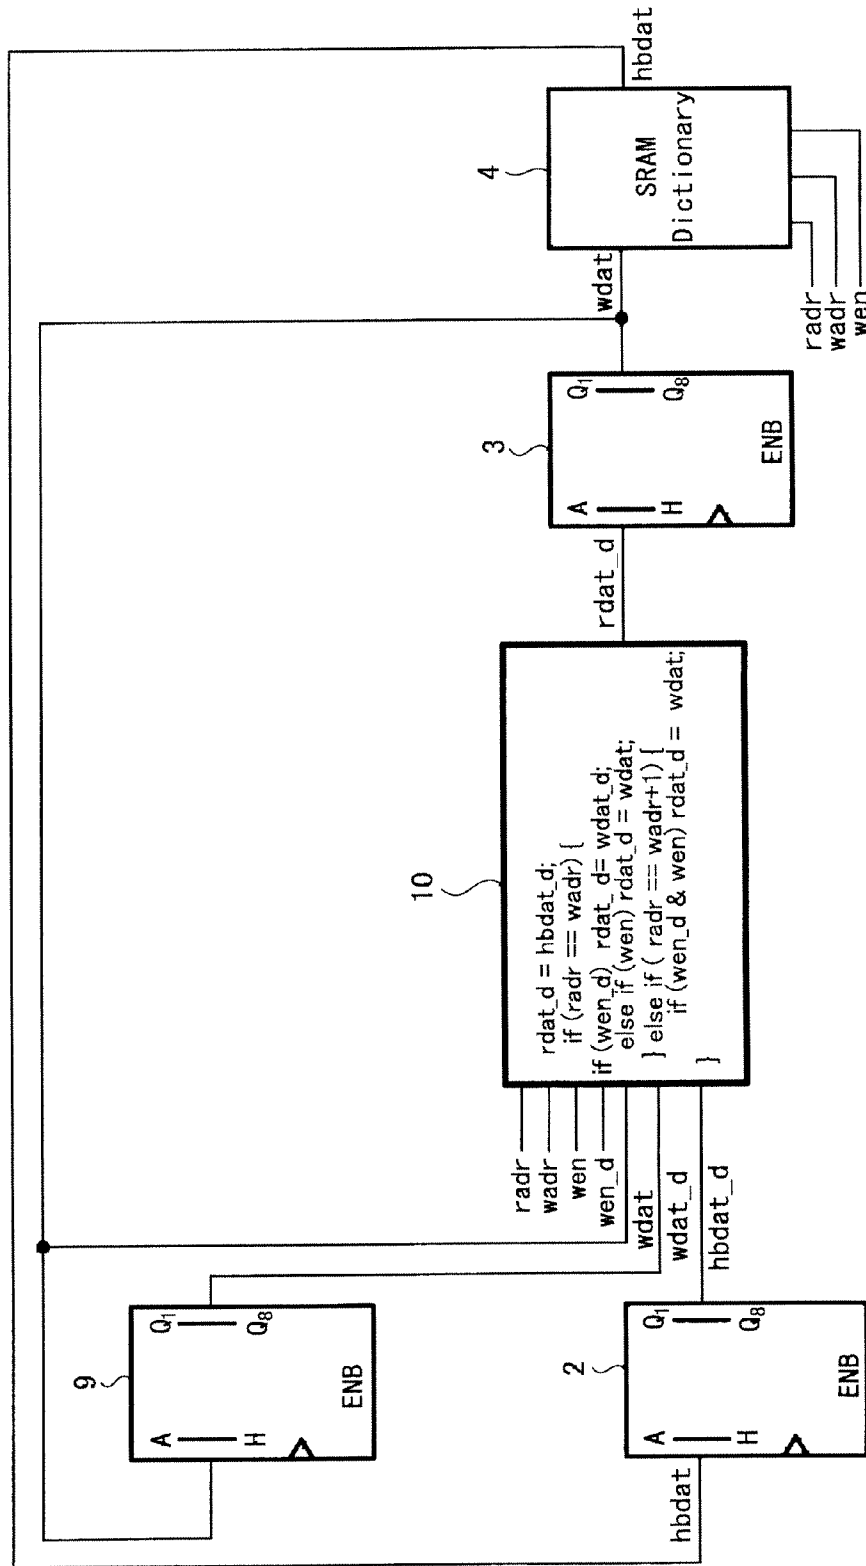 9
A
H
Q1
Q8
ENB
2
A
H
Q1
Q8
ENB
hbdat
radr
wadr
wen
wen_d
wdat
wdat_d
hbdat_d
10
rdat_d = hbdat_d;
if (radr == wadr) {
if (wen_d) rdat_d= wdat_d;
else if (wen) rdat_d = wdat;
} else if ( radr == wadr+1) {
if (wen_d & wen) rdat_d = wdat;
}
rdat_d
3
A
H
Q1
Q8
ENB
wdat
4
SRAM
Dictionary
radr
wadr
wen
hbdat